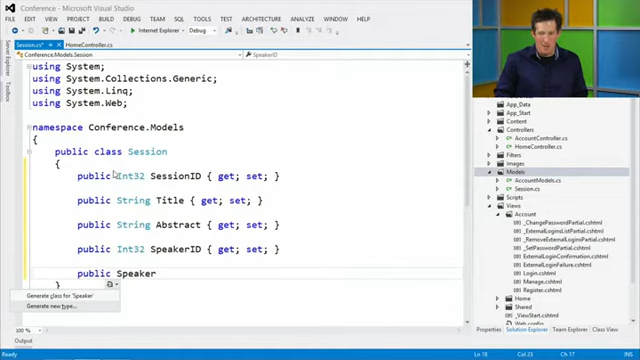 Conference - Microsoft Visual Studio
FILE EDIT VIEW PROJECT BUILD DEBUG TEAM SQL TOOLS TEST ARCHITECTURE ANALYZE WINDOW HELP
Internet Explorer Debug
Session.cs* HomeController.cs
Conference.Models.Session SpeakerID
Server Explorer
Toolbox
using System;
using System.Collections.Generic;
using System.Linq;
using System.Web;
namespace Conference.Models
{
public class Session
{
public Int32 SessionID { get; set; }
public String Title { get; set; }
public String Abstract { get; set; }
public Int32 SpeakerID { get; set; }
public Speaker
}
Generate class for 'Speaker'
Generate new type...
100 %
App_Data
App_Start
Content
Controllers
AccountController.cs
HomeController.cs
Filters
Images
Models
AccountModels.cs
Session.cs
Scripts
Views
Account
_ChangePasswordPartial.cshtml
_ExternalLoginsListPartial.cshtml
_RemoveExternalLoginPartial.cshtml
ExternalLoginConfirmation.cshtml
ExternalLoginFailure.cshtml
Login.cshtml
Manage.cshtml
Register.cshtml
Home
Shared
_ViewStart.cshtml
Web.config
Properties Solution Explorer Team Explorer Class View
Ready Ln 18 Col 23 Ch 23 INS